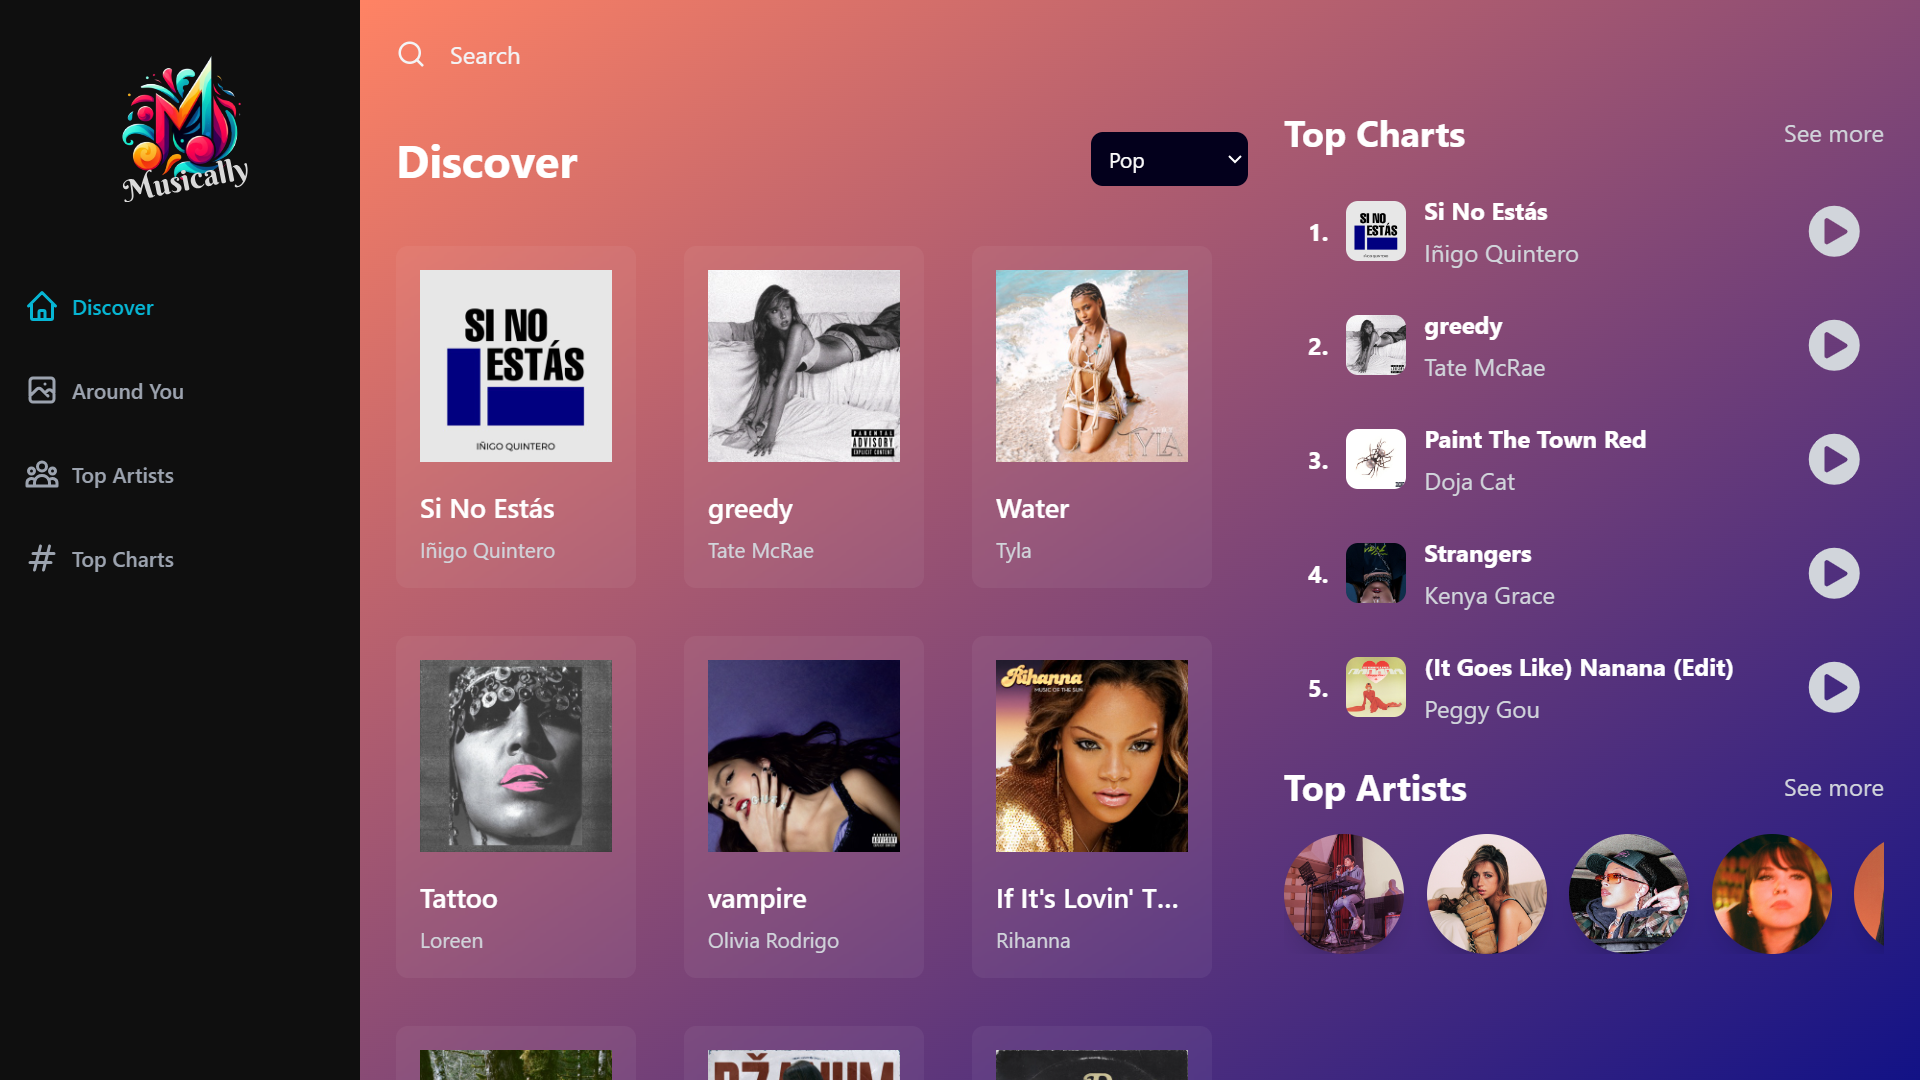 Musically
Discover
Around You
Top Artists
Top Charts
Search
Discover
Pop
SI NO
ESTÁS
IÑIGO QUINTERO
Si No Estás
Iñigo Quintero
PARENTAL
ADVISORY
EXPLICIT CONTENT
greedy
Tate McRae
TYLA
Water
Tyla
Tattoo
Loreen
vampire
Olivia Rodrigo
Rihanna
MUSIC OF THE SUN
If It's Lovin' T...
Rihanna
DŽANUM
Top Charts
See more
1.
SI NO
ESTÁS
Si No Estás
Iñigo Quintero
2.
greedy
Tate McRae
3.
Paint The Town Red
Doja Cat
4.
Strangers
Kenya Grace
5.
(It Goes Like) Nanana (Edit)
Peggy Gou
Top Artists
See more